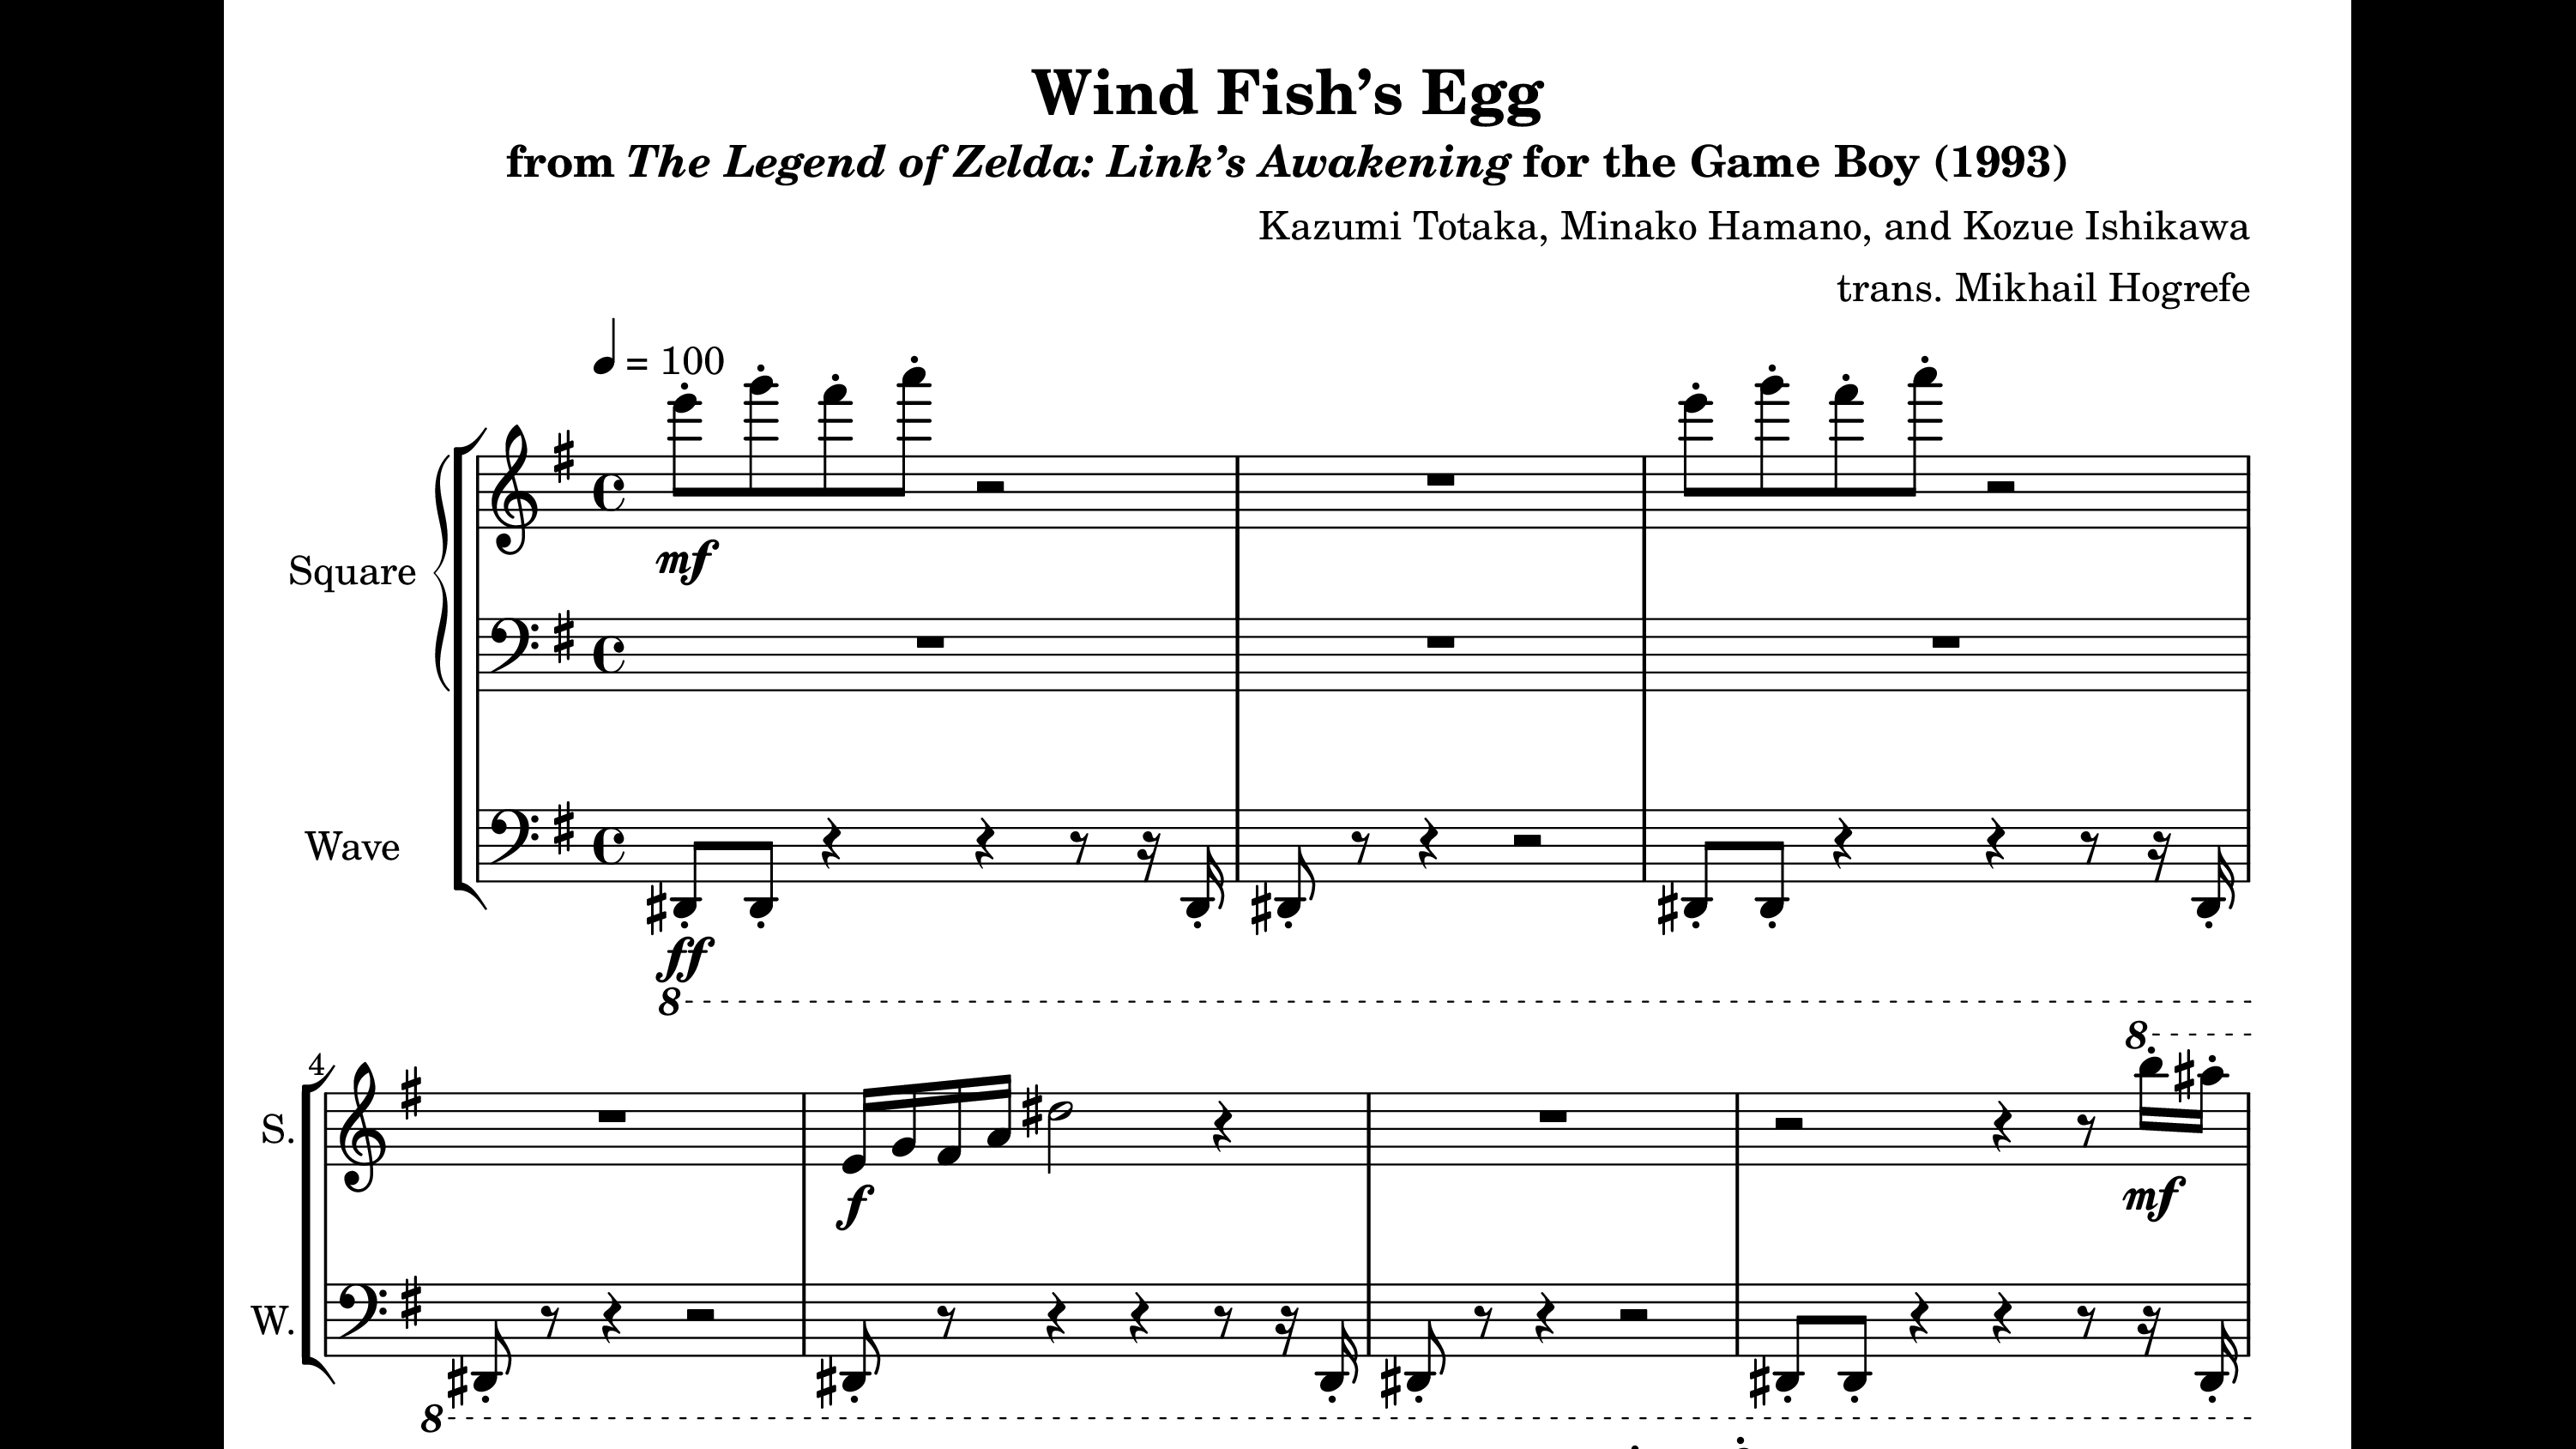 Wind Fish’s Egg
from The Legend of Zelda: Link’s Awakening for the Game Boy (1993)
Kazumi Totaka, Minako Hamano, and Kozue Ishikawa
trans. Mikhail Hogrefe
= 100
Square
mf
Wave
ff
8
8
4
S.
f
mf
W.
8